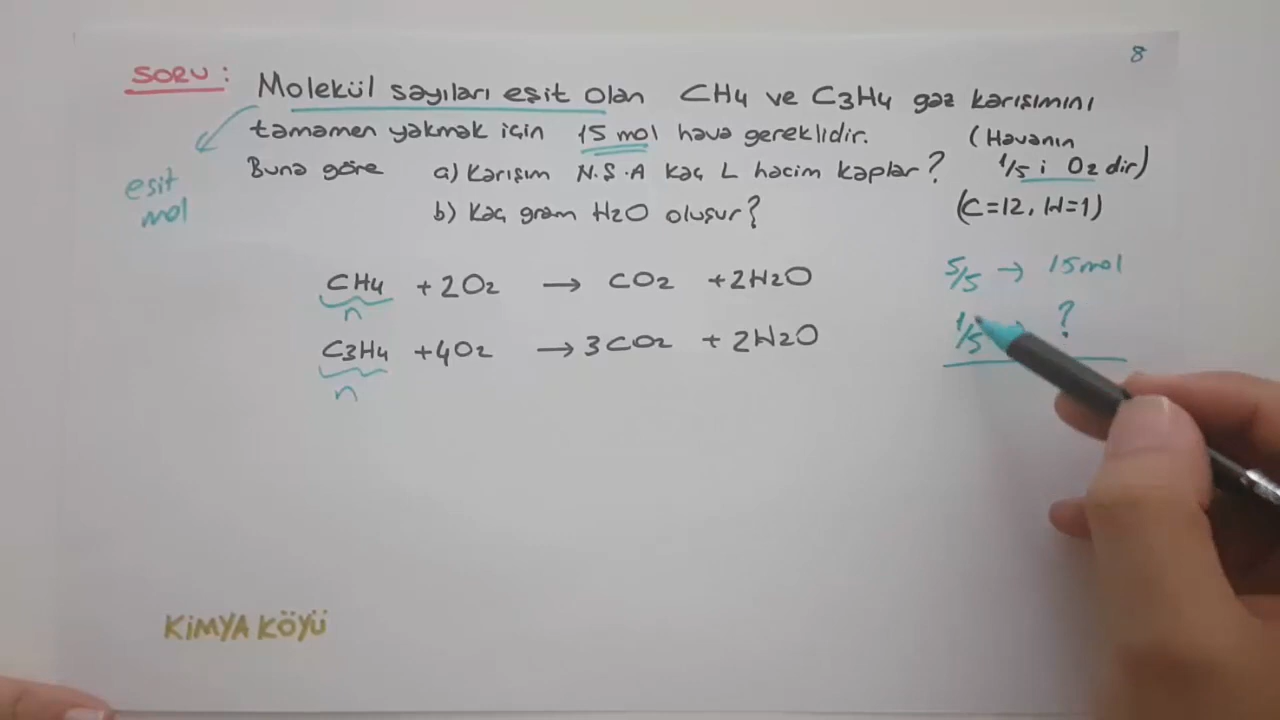 8
SORU: Molekül sayıları eşit olan CH4 ve C3H4 gaz karışımını
tamamen yakmak için 15 mol hava gereklidir. (Havanın
Buna göre a) Karışım N.Ş.A kaç L hacim kaplar? 1/5 i O2 dir)
b) Kaç gram H2O oluşur? (C=12, H=1)
eşit
mol
CH4 + 2O2 → CO2 + 2H2O
n
C3H4 + 4O2 → 3CO2 + 2H2O
n
5/5 → 15 mol
1/5 → ?
KİMYA KÖYÜ